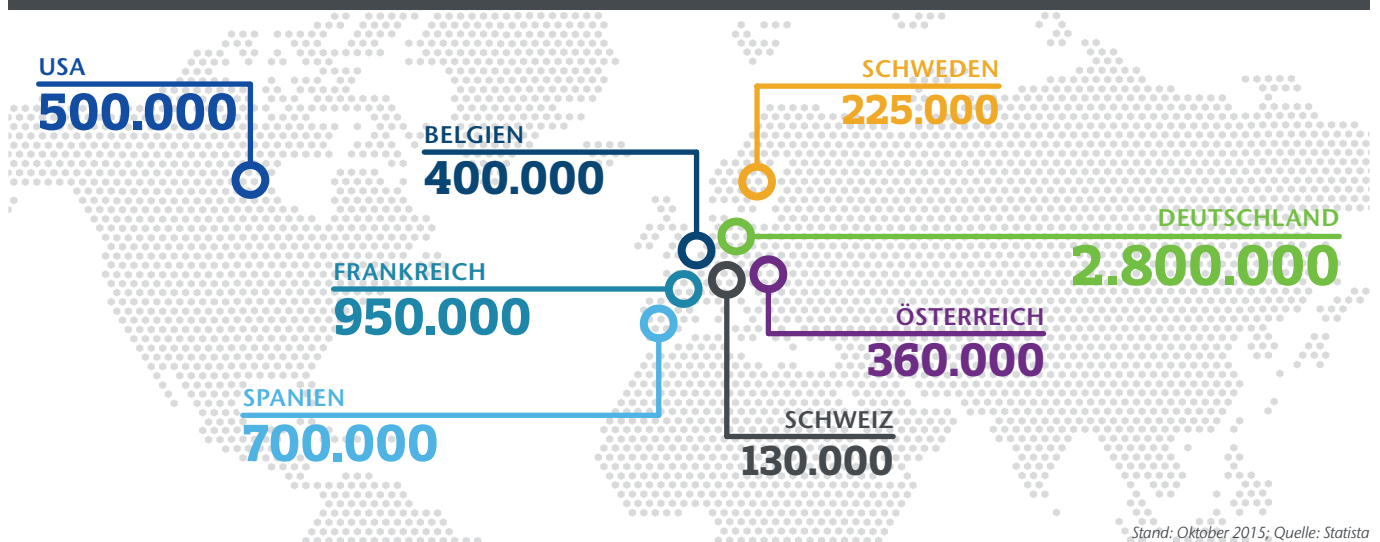 USA
500.000
SCHWEDEN
225.000
BELGIEN
400.000
DEUTSCHLAND
2.800.000
FRANKREICH
950.000
ÖSTERREICH
360.000
SPANIEN
700.000
SCHWEIZ
130.000
Stand: Oktober 2015; Quelle: Statista